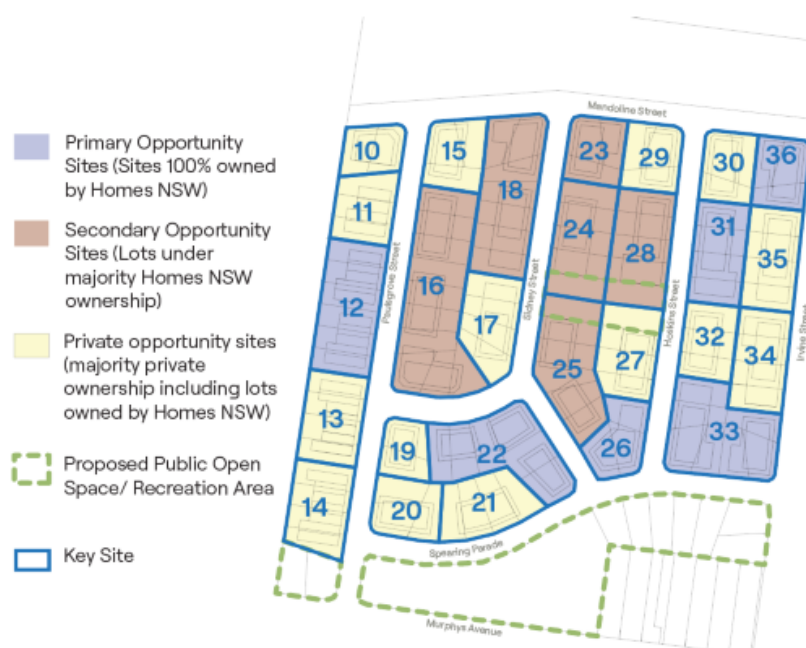 Primary Opportunity
Sites (Sites 100% owned
by Homes NSW)
Secondary Opportunity
Sites (Lots under
majority Homes NSW
ownership)
Private opportunity sites
(majority private
ownership including lots
owned by Homes NSW)
Proposed Public Open
Space/ Recreation Area
Key Site
Mendoline Street
10
15
18
23
29
30
36
11
24
28
31
35
12
Paulsgrove Street
16
Sidney Street
17
Hoskins Street
32
34
Irvine Street
25
27
13
19
22
26
33
14
20
21
Spearing Parade
Murphys Avenue